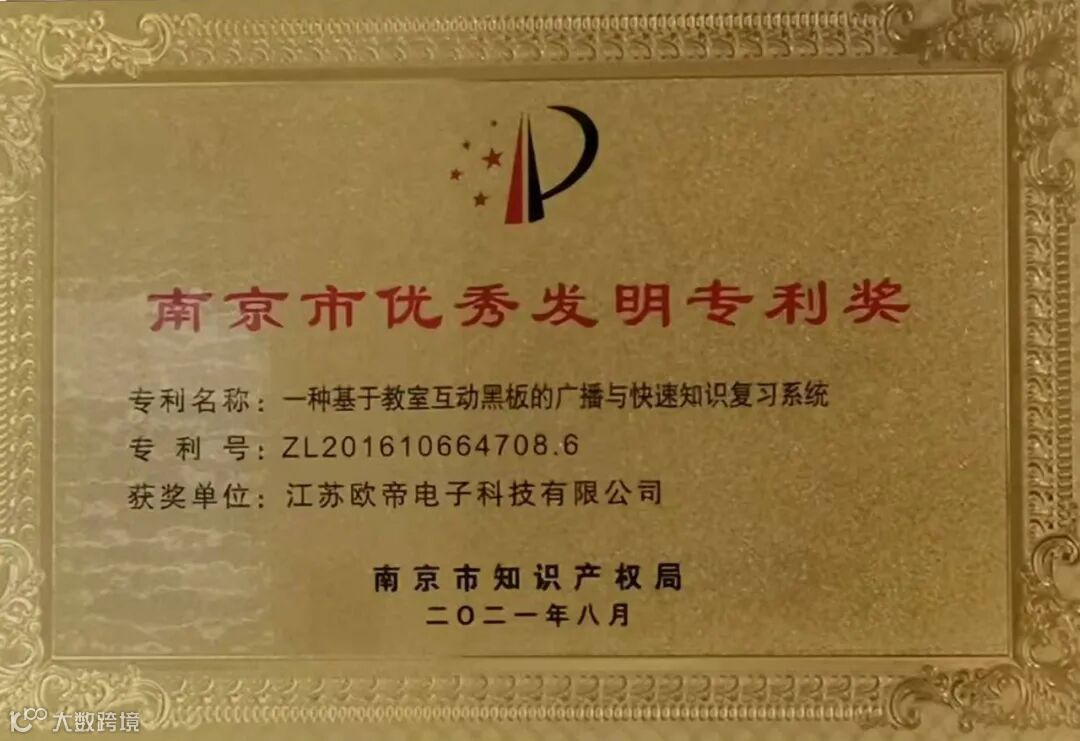 南京市优秀发明专利奖
专利名称：一种基于教室互动黑板的广播与快速知识复习系统
专利号：ZL201610664708.6
获奖单位：江苏欧帝电子科技有限公司
南京市知识产权局
二〇二一年八月
大数跨境